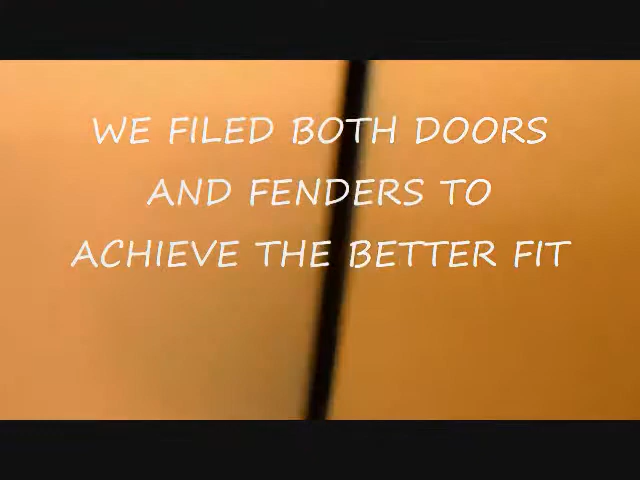 WE FILED BOTH DOORS
AND FENDERS TO
ACHIEVE THE BETTER FIT